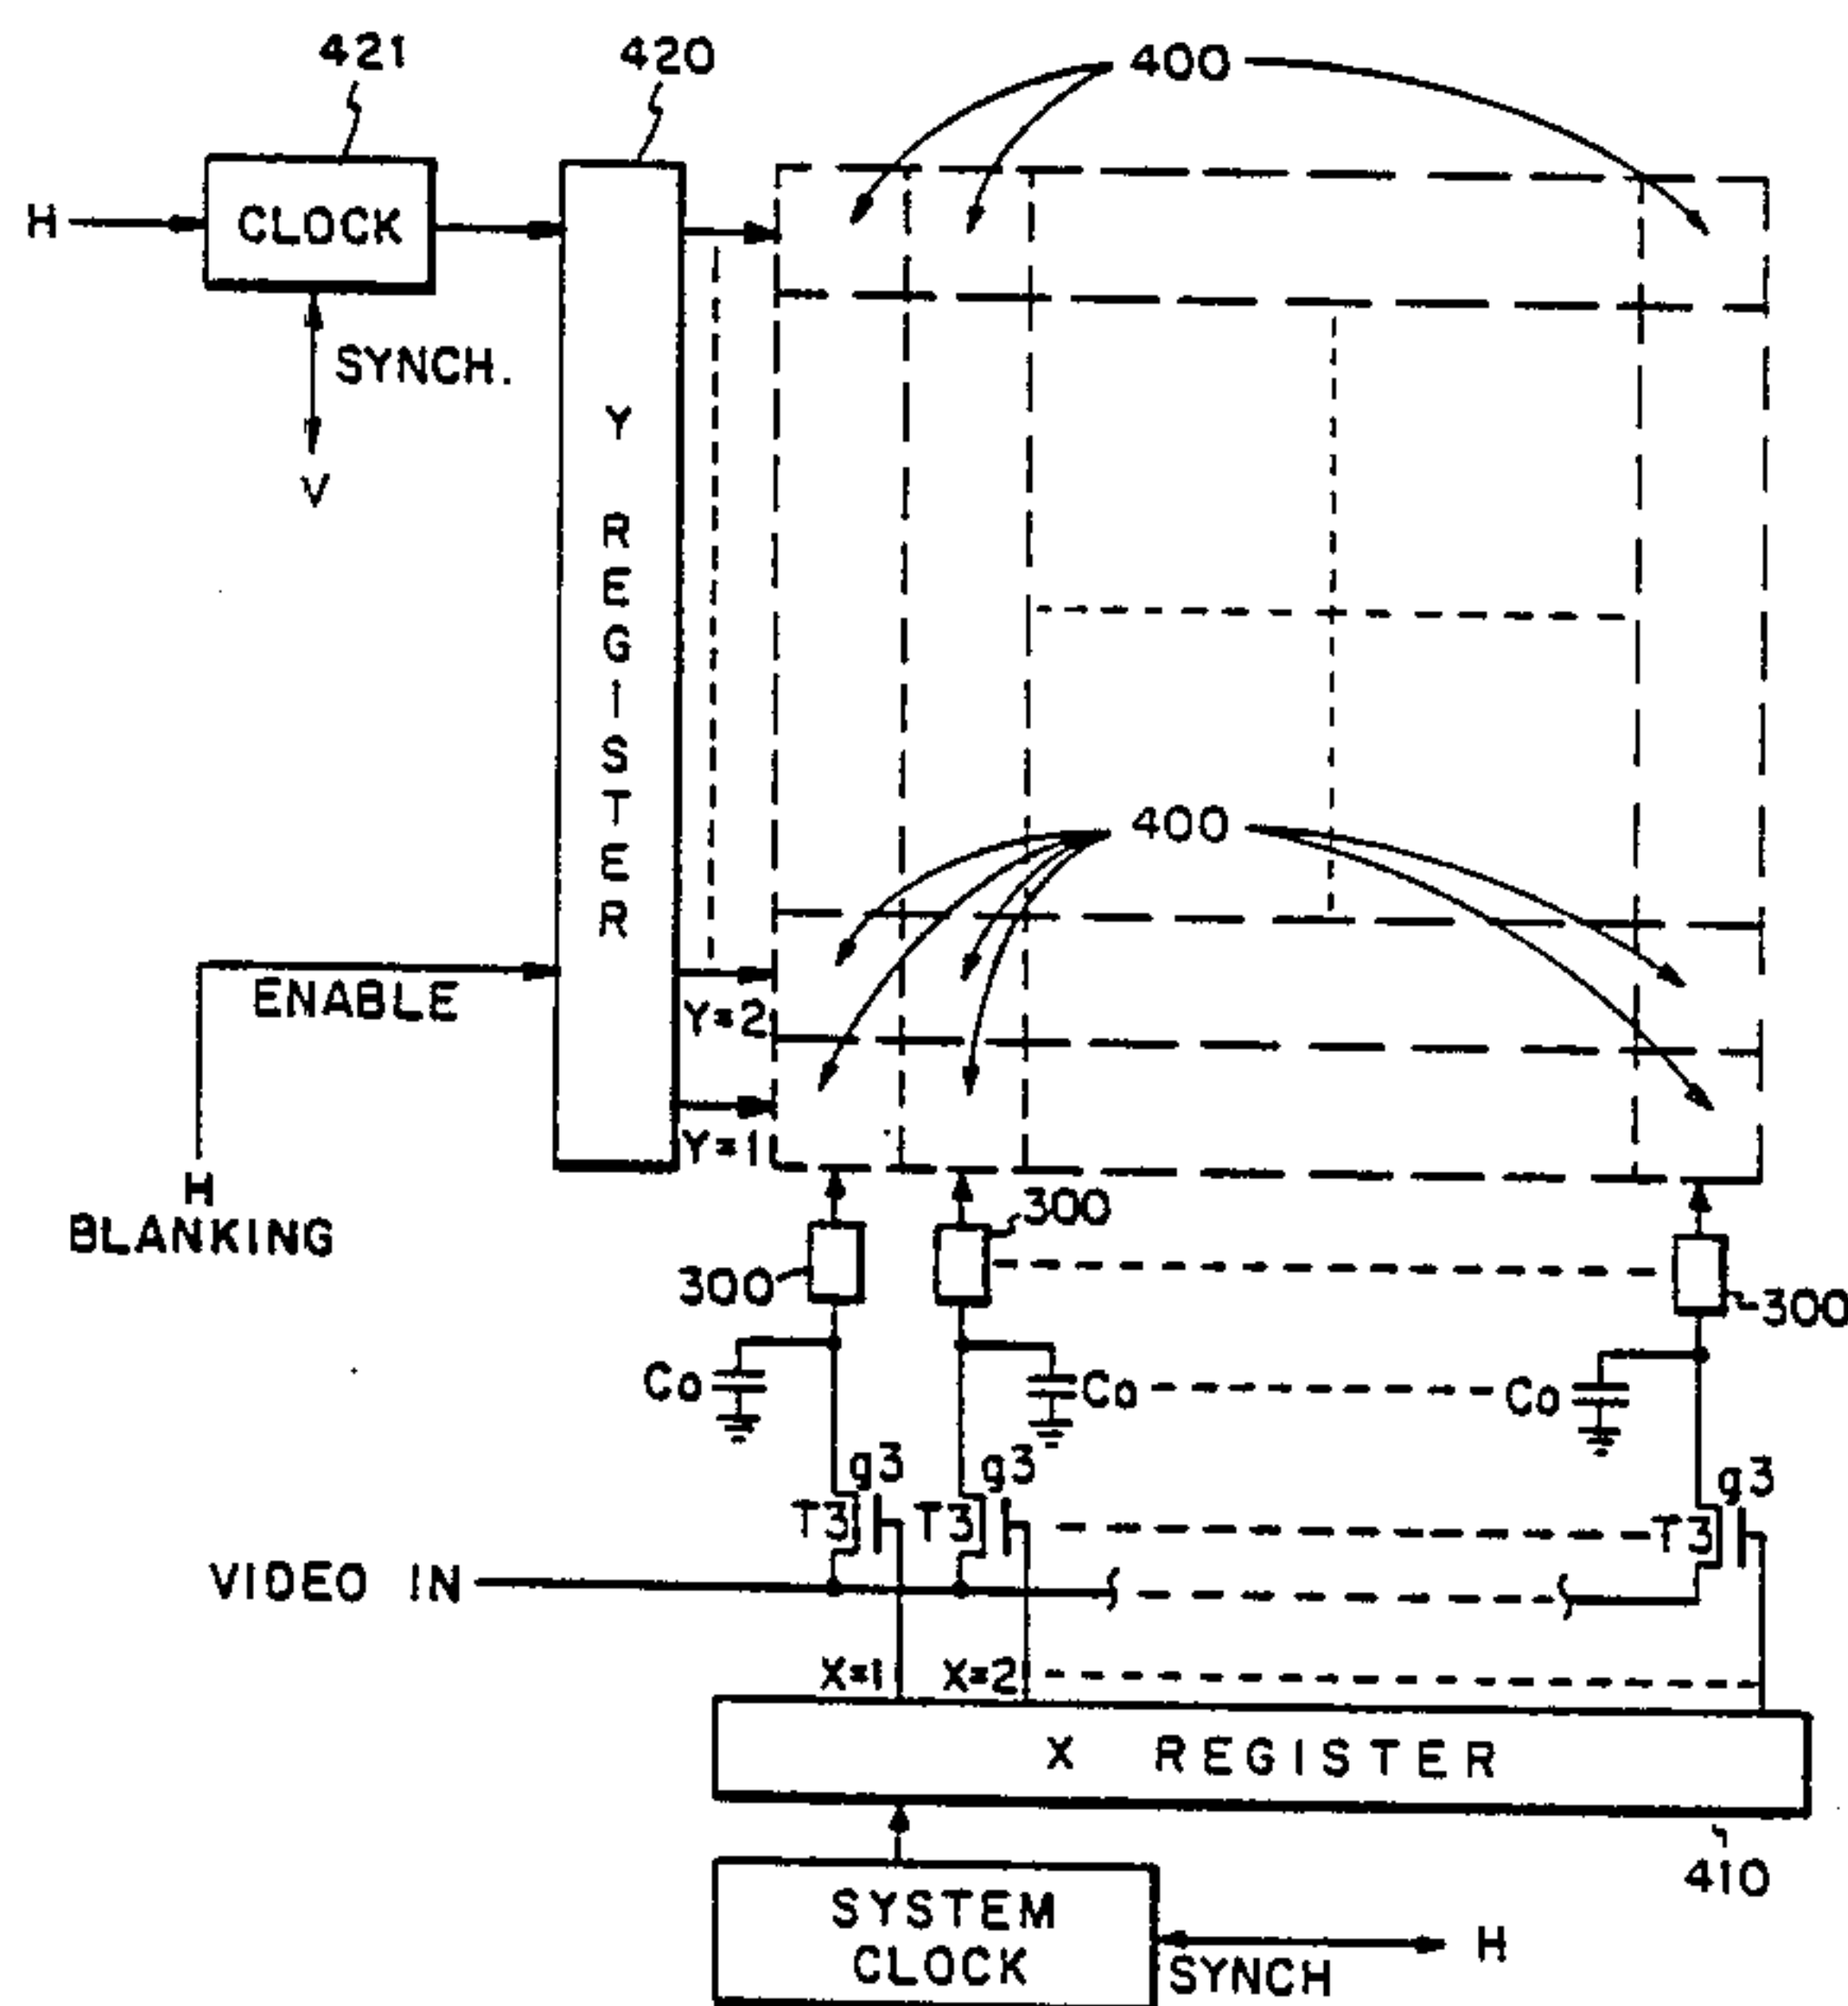 421
420
400
H
CLOCK
SYNCH.
V
Y REGISTER
400
ENABLE
Y=2
Y=1
H
BLANKING
300
300
300
Co
Co
Co
g3
g3
g3
T3
T3
T3
VIDEO IN
X=1
X=2
X REGISTER
410
SYSTEM
CLOCK
SYNCH
H